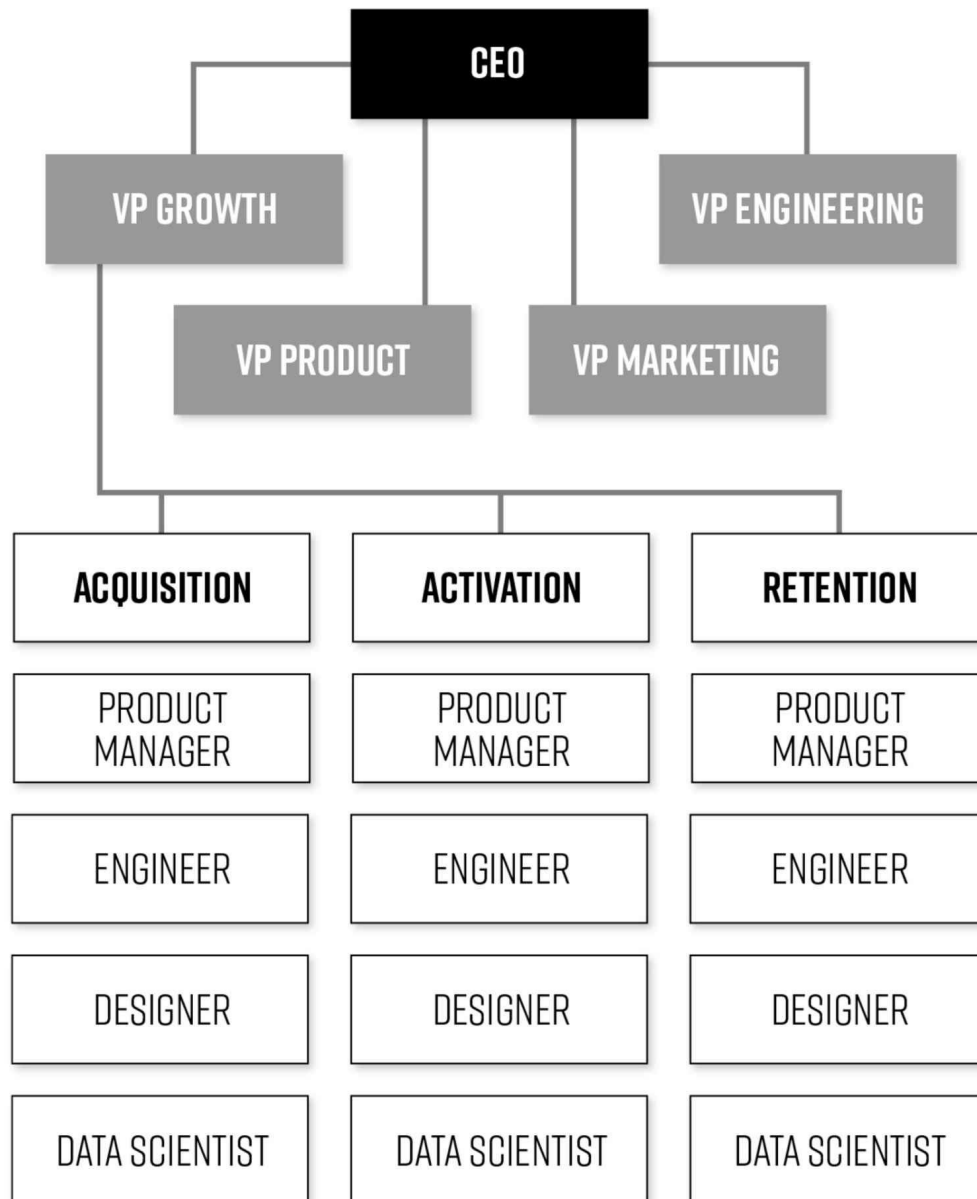 CEO
VP GROWTH
VP ENGINEERING
VP PRODUCT
VP MARKETING
ACQUISITION
ACTIVATION
RETENTION
PRODUCT
MANAGER
PRODUCT
MANAGER
PRODUCT
MANAGER
ENGINEER
ENGINEER
ENGINEER
DESIGNER
DESIGNER
DESIGNER
DATA SCIENTIST
DATA SCIENTIST
DATA SCIENTIST